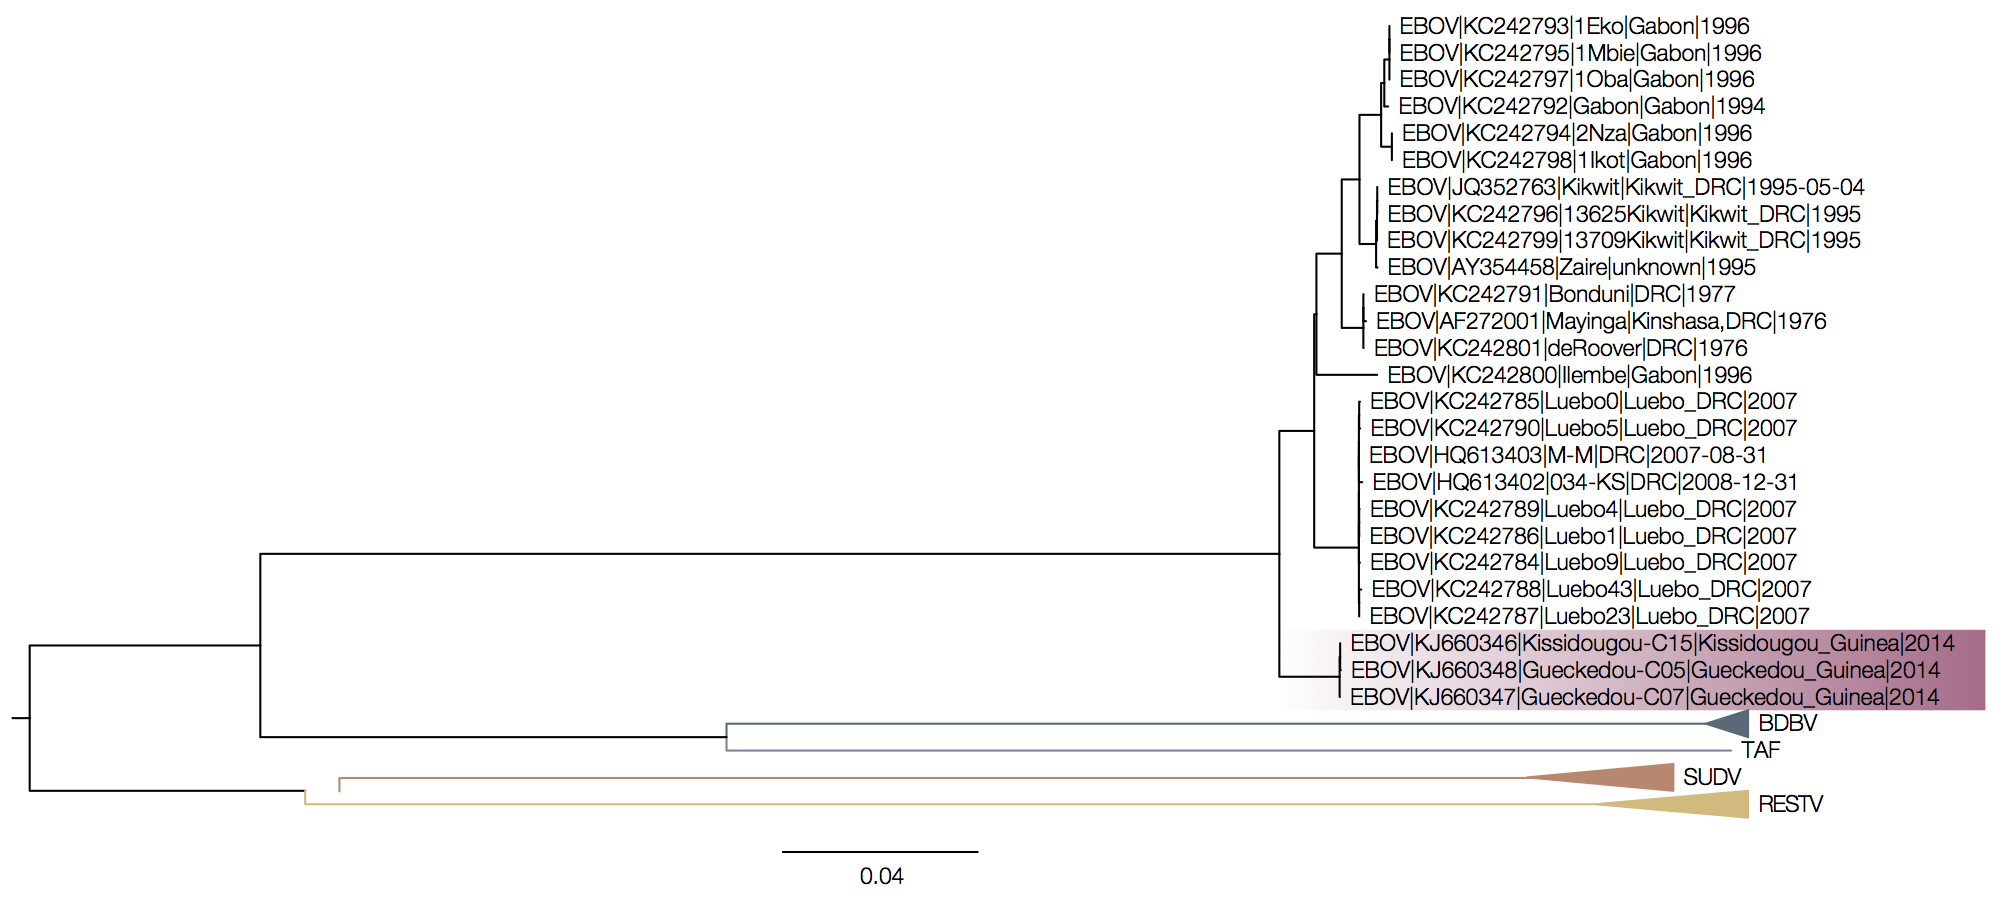 EBOV|KC242793|1Eko|Gabon|1996
EBOV|KC242795|1Mbie|Gabon|1996
EBOV|KC242797|1Oba|Gabon|1996
EBOV|KC242792|Gabon|Gabon|1994
EBOV|KC242794|2Nza|Gabon|1996
EBOV|KC242798|1Ikot|Gabon|1996
EBOV|JQ352763|Kikwit|Kikwit_DRC|1995-05-04
EBOV|KC242796|13625Kikwit|Kikwit_DRC|1995
EBOV|KC242799|13709Kikwit|Kikwit_DRC|1995
EBOV|AY354458|Zaire|unknown|1995
EBOV|KC242791|Bonduni|DRC|1977
EBOV|AF272001|Mayinga|Kinshasa,DRC|1976
EBOV|KC242801|deRoover|DRC|1976
EBOV|KC242800|Ilembe|Gabon|1996
EBOV|KC242785|Luebo0|Luebo_DRC|2007
EBOV|KC242790|Luebo5|Luebo_DRC|2007
EBOV|HQ613403|M-M|DRC|2007-08-31
EBOV|HQ613402|034-KS|DRC|2008-12-31
EBOV|KC242789|Luebo4|Luebo_DRC|2007
EBOV|KC242786|Luebo1|Luebo_DRC|2007
EBOV|KC242784|Luebo9|Luebo_DRC|2007
EBOV|KC242788|Luebo43|Luebo_DRC|2007
EBOV|KC242787|Luebo23|Luebo_DRC|2007
EBOV|KJ660346|Kissidougou-C15|Kissidougou_Guinea|2014
EBOV|KJ660348|Gueckedou-C05|Gueckedou_Guinea|2014
EBOV|KJ660347|Gueckedou-C07|Gueckedou_Guinea|2014
BDBV
TAF
SUDV
RESTV
0.04